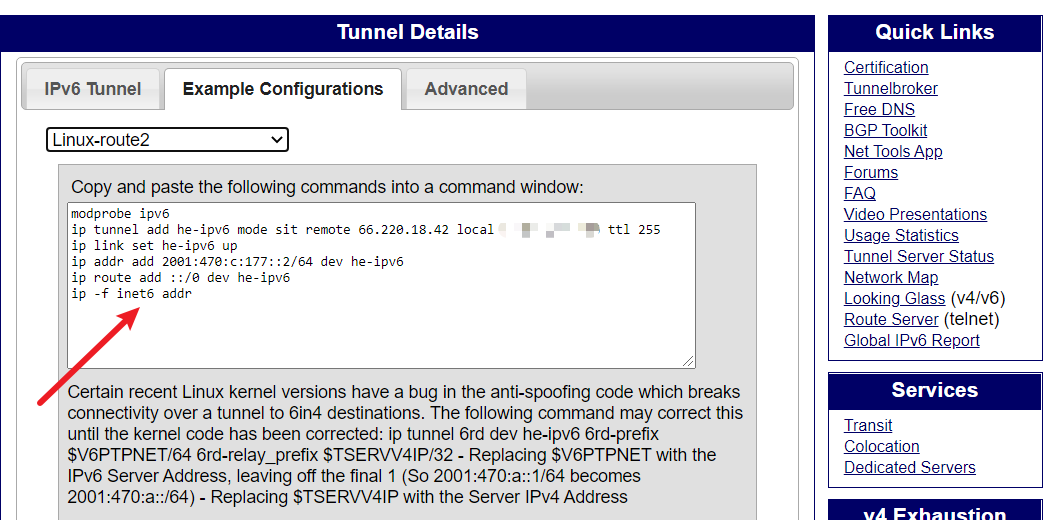 Tunnel Details
IPv6 Tunnel
Example Configurations
Advanced
Linux-route2
Copy and paste the following commands into a command window:
modprobe ipv6
ip tunnel add he-ipv6 mode sit remote 66.220.18.42 local ttl 255
ip link set he-ipv6 up
ip addr add 2001:470:c:177::2/64 dev he-ipv6
ip route add ::/0 dev he-ipv6
ip -f inet6 addr
Certain recent Linux kernel versions have a bug in the anti-spoofing code which breaks
connectivity over a tunnel to 6in4 destinations. The following command may correct this
until the kernel code has been corrected: ip tunnel 6rd dev he-ipv6 6rd-prefix
$V6PTPNET/64 6rd-relay_prefix $TSERVV4IP/32 - Replacing $V6PTPNET with the
IPv6 Server Address, leaving off the final 1 (So 2001:470:a::1/64 becomes
2001:470:a::/64) - Replacing $TSERVV4IP with the Server IPv4 Address
Quick Links
Certification
Tunnelbroker
Free DNS
BGP Toolkit
Net Tools App
Forums
FAQ
Video Presentations
Usage Statistics
Tunnel Server Status
Network Map
Looking Glass (v4/v6)
Route Server (telnet)
Global IPv6 Report
Services
Transit
Colocation
Dedicated Servers
v4 Exhaustion